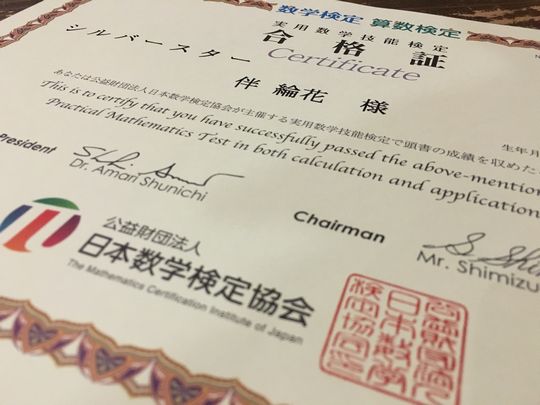 数学検定 算数検定
実用数学技能検定
合格証
シルバースター Certificate
伴 綸花 様
あなたは公益財団法人日本数学検定協会が主催する実用数学技能検定で頭書の成績を収めた
生年月
This is to certify that you have successfully passed the above-mention
Practical Mathematics Test in both calculation and application
President
Dr. Amari Shunichi
Chairman
Mr. Shimizu
公益財団法人
日本数学検定協会
The Mathematics Certification Institute of Japan